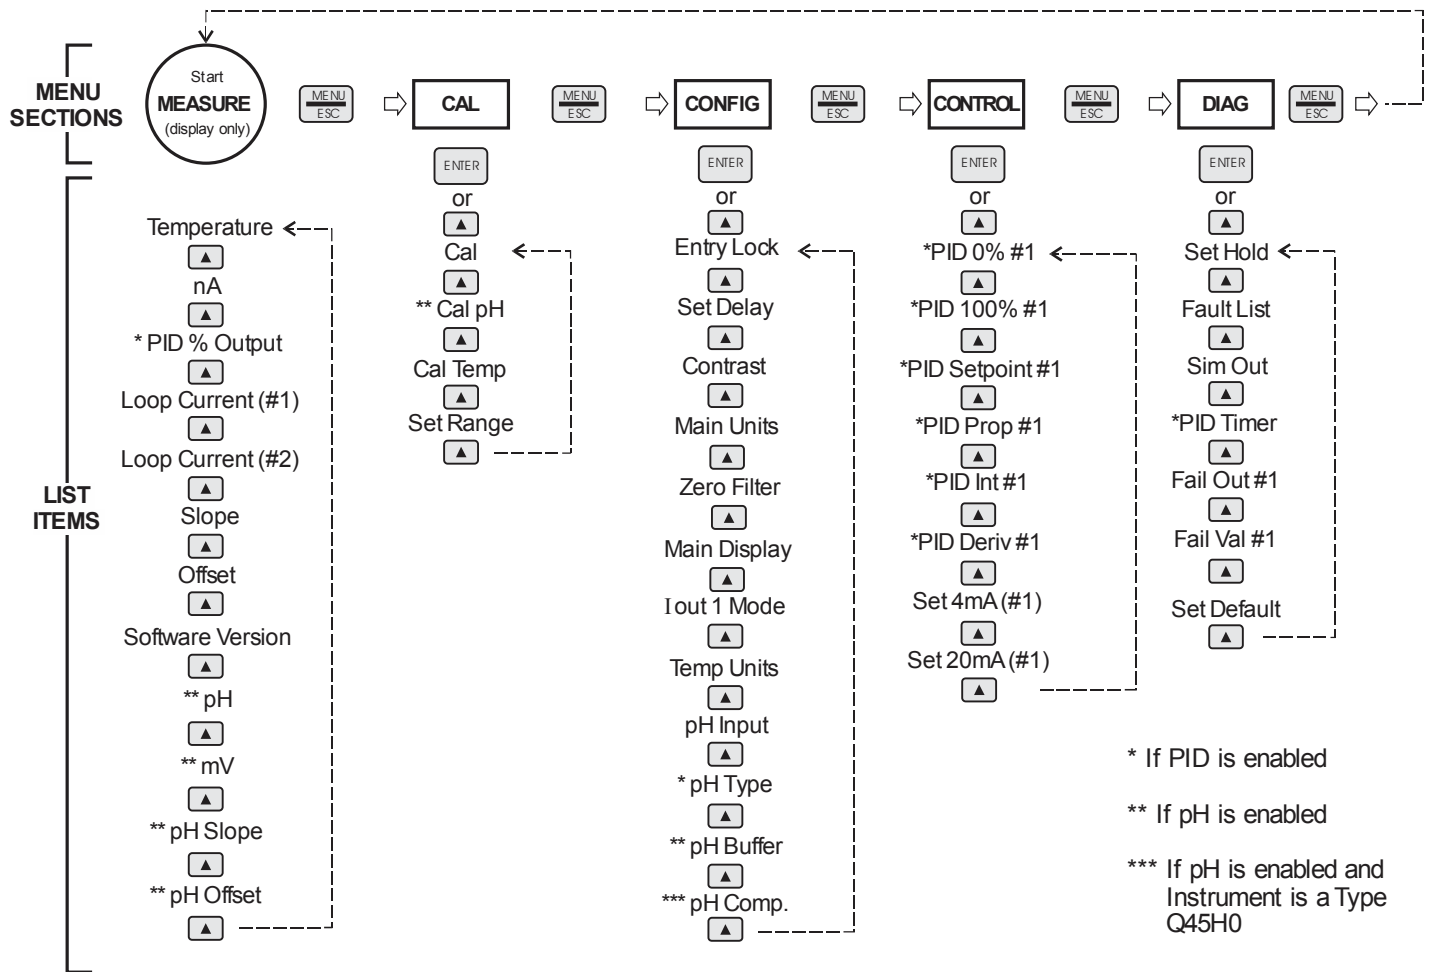 MENU
SECTIONS
Start
MEASURE
(display only)
MENU
ESC
CAL
MENU
ESC
CONFIG
MENU
ESC
CONTROL
MENU
ESC
DIAG
MENU
ESC
LIST
ITEMS
Temperature
nA
* PID % Output
Loop Current (#1)
Loop Current (#2)
Slope
Offset
Software Version
** pH
** mV
** pH Slope
** pH Offset
ENTER
or
Cal
** Cal pH
Cal Temp
Set Range
ENTER
or
Entry Lock
Set Delay
Contrast
Main Units
Zero Filter
Main Display
Iout 1 Mode
Temp Units
pH Input
* pH Type
** pH Buffer
*** pH Comp.
ENTER
or
*PID 0% #1
*PID 100% #1
*PID Setpoint #1
*PID Prop #1
*PID Int #1
*PID Deriv #1
Set 4mA (#1)
Set 20mA (#1)
ENTER
or
Set Hold
Fault List
Sim Out
*PID Timer
Fail Out #1
Fail Val #1
Set Default
* If PID is enabled
** If pH is enabled
*** If pH is enabled and
Instrument is a Type
Q45H0